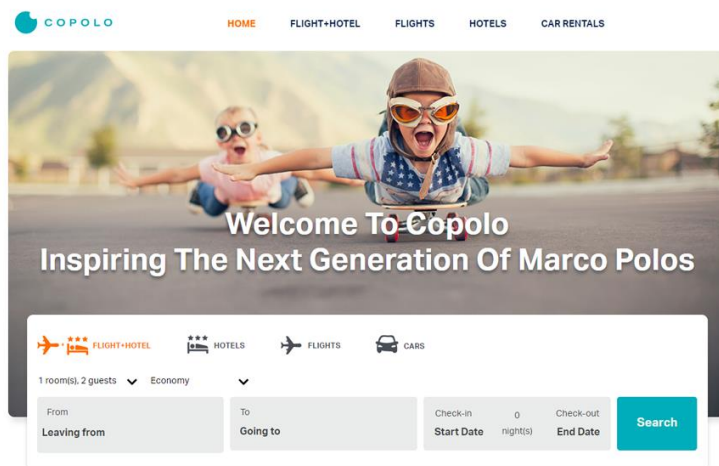 COPOLO
HOME FLIGHT+HOTEL FLIGHTS HOTELS CAR RENTALS
Welcome To Copolo
Inspiring The Next Generation Of Marco Polos
FLIGHT+HOTEL HOTELS FLIGHTS CARS
1 room(s), 2 guests Economy
From To Check-in 0 Check-out
Leaving from Going to Start Date night(s) End Date
Search